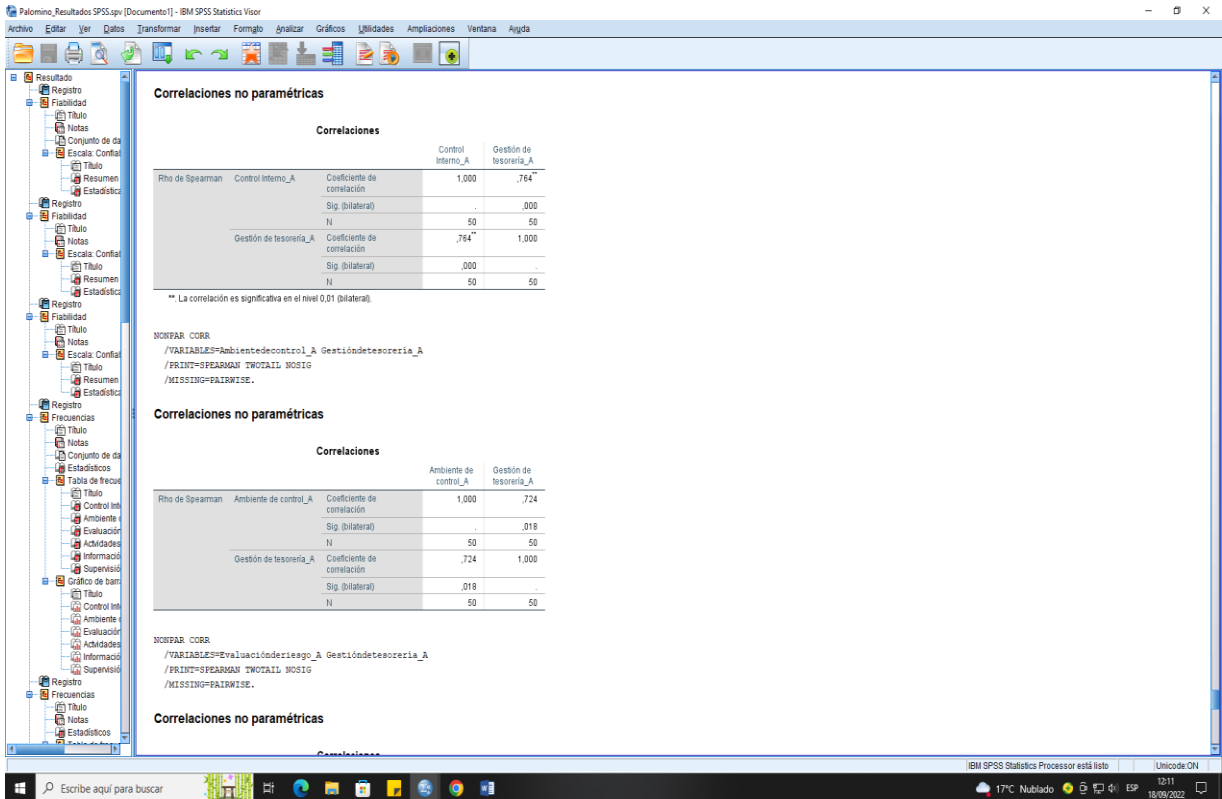 Palomino_Resultados SPSS.spv [Documento1] - IBM SPSS Statistics Visor
Archivo Editar Ver Datos Transformar Insertar Formato Analizar Gráficos Utilidades Ampliaciones Ventana Ayuda
Resultado
Registro
Fiabilidad
Título
Notas
Conjunto de da
Escala: Confiat
Título
Resumen
Estadística
Registro
Fiabilidad
Título
Notas
Escala: Confiat
Título
Resumen
Estadística
Registro
Fiabilidad
Título
Notas
Escala: Confiat
Título
Resumen
Estadística
Registro
Frecuencias
Título
Notas
Conjunto de da
Estadísticos
Tabla de frecue
Título
Control Int
Ambiente
Evaluación
Actividades
Informació
Supervisió
Gráfico de barr
Título
Control Int
Ambiente
Evaluación
Actividades
Informació
Supervisió
Registro
Frecuencias
Título
Notas
Estadísticos
Correlaciones no paramétricas
Correlaciones
Control Interno_A Gestión de tesorería_A
Rho de Spearman Control Interno_A Coeficiente de correlación 1,000 ,764**
Sig. (bilateral) . ,000
N 50 50
Gestión de tesorería_A Coeficiente de correlación ,764** 1,000
Sig. (bilateral) ,000 .
N 50 50
**. La correlación es significativa en el nivel 0,01 (bilateral).
NONPAR CORR
/VARIABLES=Ambientedecontrol_A Gestióndetesorería_A
/PRINT=SPEARMAN TWOTAIL NOSIG
/MISSING=PAIRWISE.
Correlaciones no paramétricas
Correlaciones
Ambiente de control_A Gestión de tesorería_A
Rho de Spearman Ambiente de control_A Coeficiente de correlación 1,000 ,724
Sig. (bilateral) . ,018
N 50 50
Gestión de tesorería_A Coeficiente de correlación ,724 1,000
Sig. (bilateral) ,018 .
N 50 50
NONPAR CORR
/VARIABLES=Evaluaciónderiesgo_A Gestióndetesorería_A
/PRINT=SPEARMAN TWOTAIL NOSIG
/MISSING=PAIRWISE.
Correlaciones no paramétricas
Correlaciones
IBM SPSS Statistics Processor está listo Unicode:ON
Escribe aquí para buscar
17°C Nublado ESP 12:11
18/09/2022